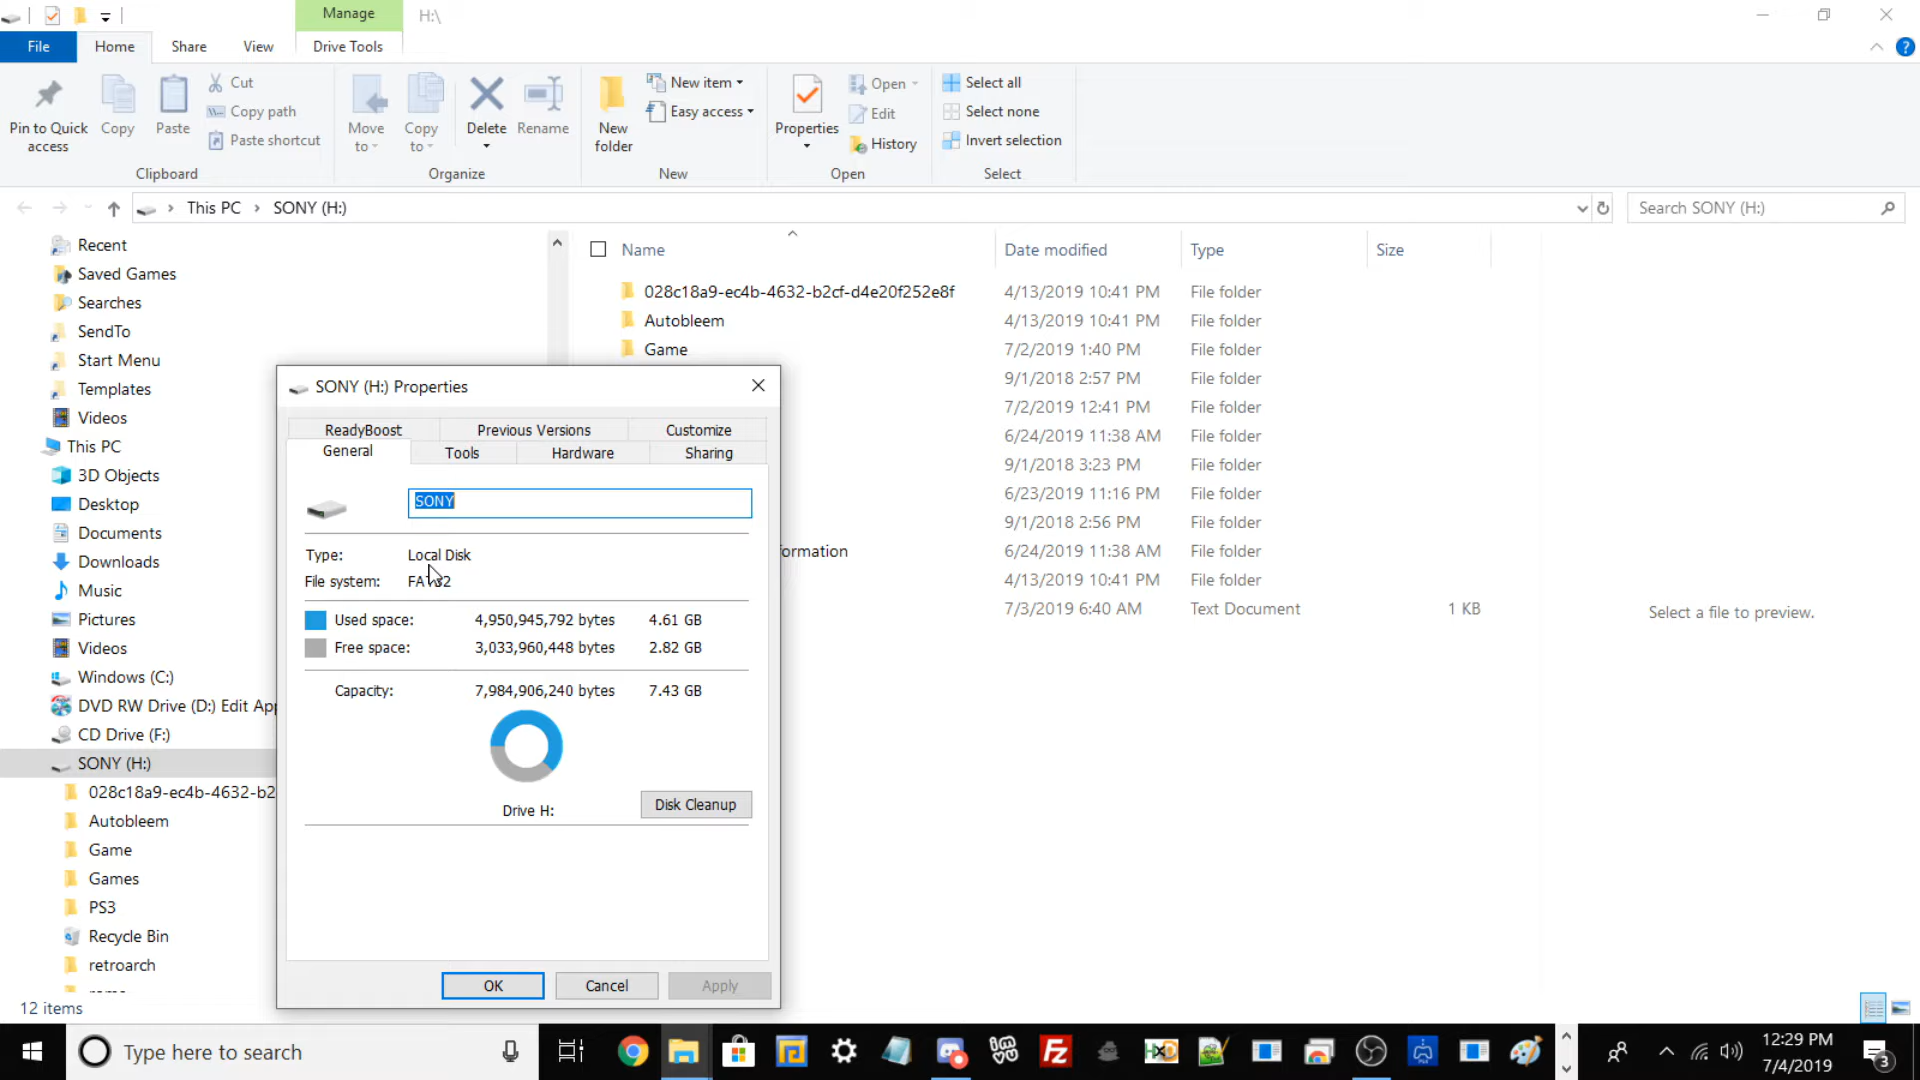 Manage
H:\
File
Home
Share
View
Drive Tools
Pin to Quick access
Copy
Paste
Cut
Copy path
Paste shortcut
Clipboard
Move to
Copy to
Delete
Rename
Organize
New folder
New item
Easy access
New
Properties
Open
Edit
History
Open
Select all
Select none
Invert selection
Select
This PC
SONY (H:)
Search SONY (H:)
Recent
Saved Games
Searches
SendTo
Start Menu
Templates
Videos
This PC
3D Objects
Desktop
Documents
Downloads
Music
Pictures
Videos
Windows (C:)
DVD RW Drive (D:) Edit App
CD Drive (F:)
SONY (H:)
028c18a9-ec4b-4632-b2
Autobleem
Game
Games
PS3
Recycle Bin
retroarch
Name Date modified Type Size
028c18a9-ec4b-4632-b2cf-d4e20f252e8f 4/13/2019 10:41 PM File folder
Autobleem 4/13/2019 10:41 PM File folder
Game 7/2/2019 1:40 PM File folder
9/1/2018 2:57 PM File folder
7/2/2019 12:41 PM File folder
6/24/2019 11:38 AM File folder
9/1/2018 3:23 PM File folder
6/23/2019 11:16 PM File folder
9/1/2018 2:56 PM File folder
ormation 6/24/2019 11:38 AM File folder
4/13/2019 10:41 PM File folder
7/3/2019 6:40 AM Text Document 1 KB
Select a file to preview.
SONY (H:) Properties
ReadyBoost Previous Versions Customize
General Tools Hardware Sharing
SONY
Type: Local Disk
File system:
Used space: 4,950,945,792 bytes 4.61 GB
Free space: 3,033,960,448 bytes 2.82 GB
Capacity: 7,984,906,240 bytes 7.43 GB
Drive H:
Disk Cleanup
OK Cancel Apply
12 items
Type here to search
12:29 PM
7/4/2019
3